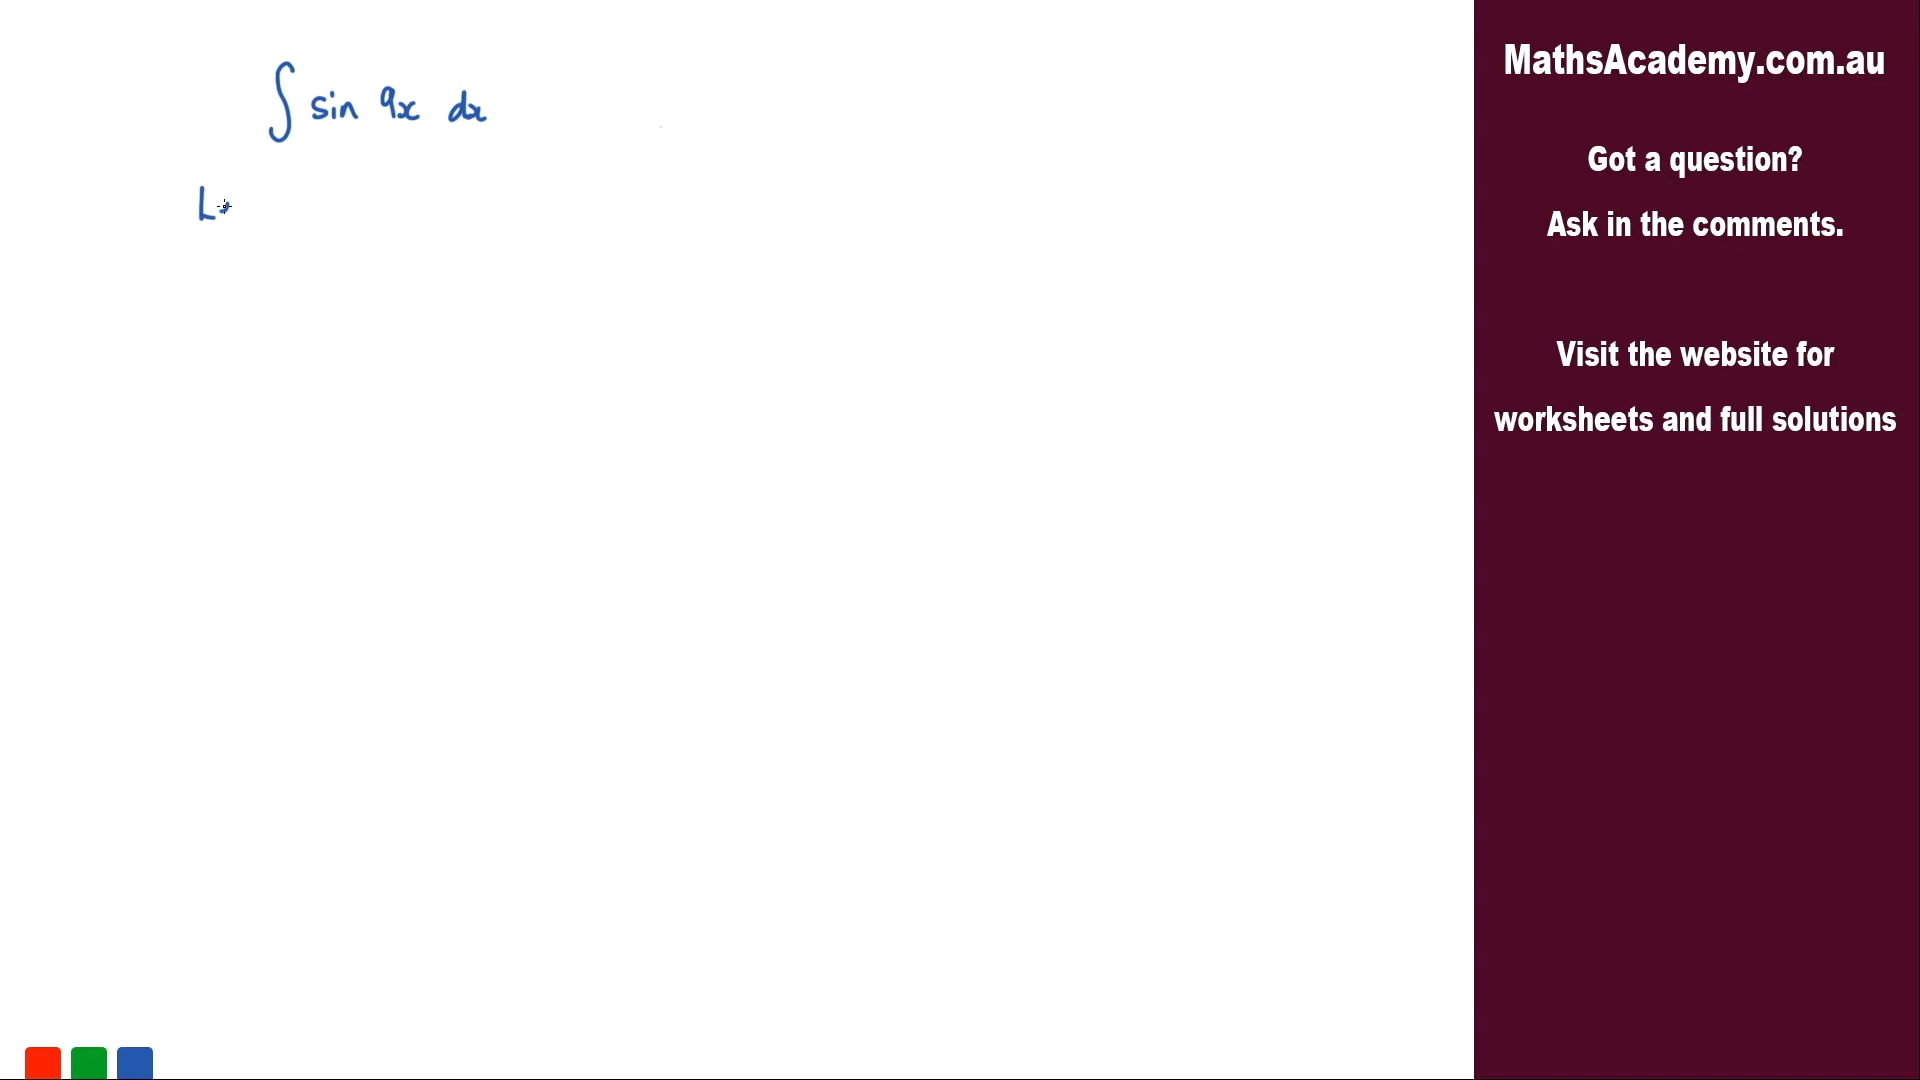 ∫ sin 9x dx
L
MathsAcademy.com.au
Got a question?
Ask in the comments.
Visit the website for
worksheets and full solutions